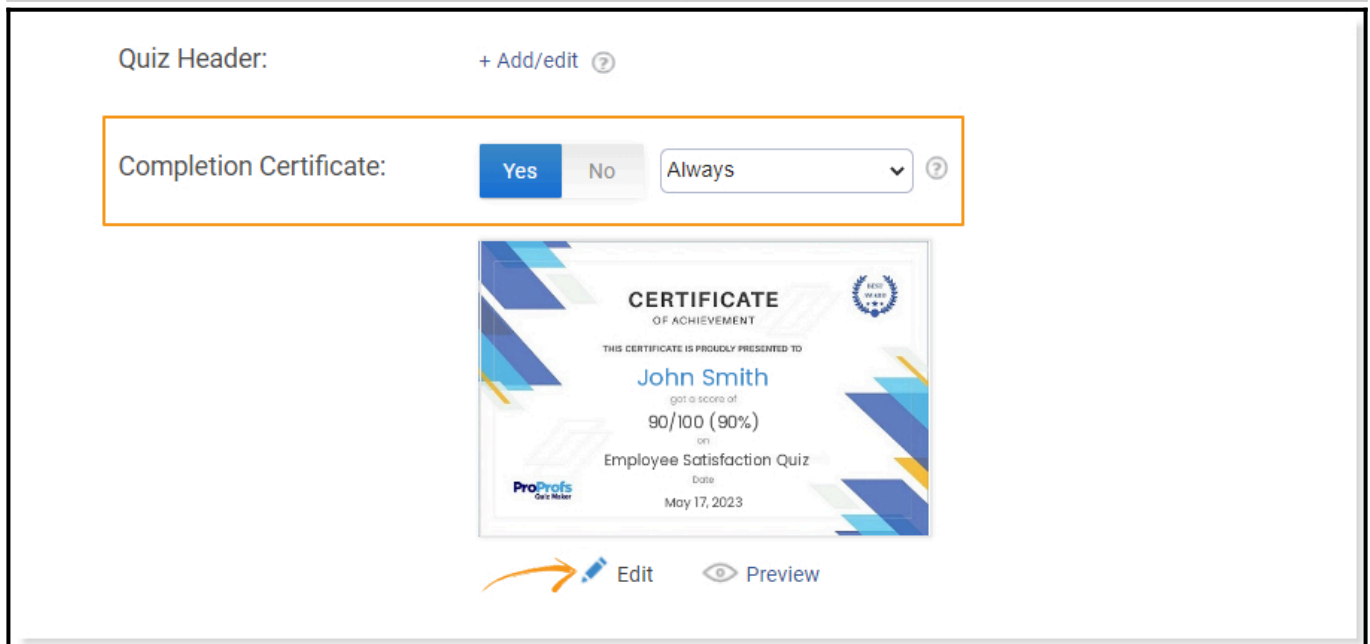 Quiz Header:
+ Add/edit ?
Completion Certificate:
Yes No Always ?
CERTIFICATE
OF ACHIEVEMENT
BEST
AWARD
THIS CERTIFICATE IS PROUDLY PRESENTED TO
John Smith
got a score of
90/100 (90%)
on
Employee Satisfaction Quiz
Date
May 17, 2023
ProProfs
Quiz Maker
Edit Preview